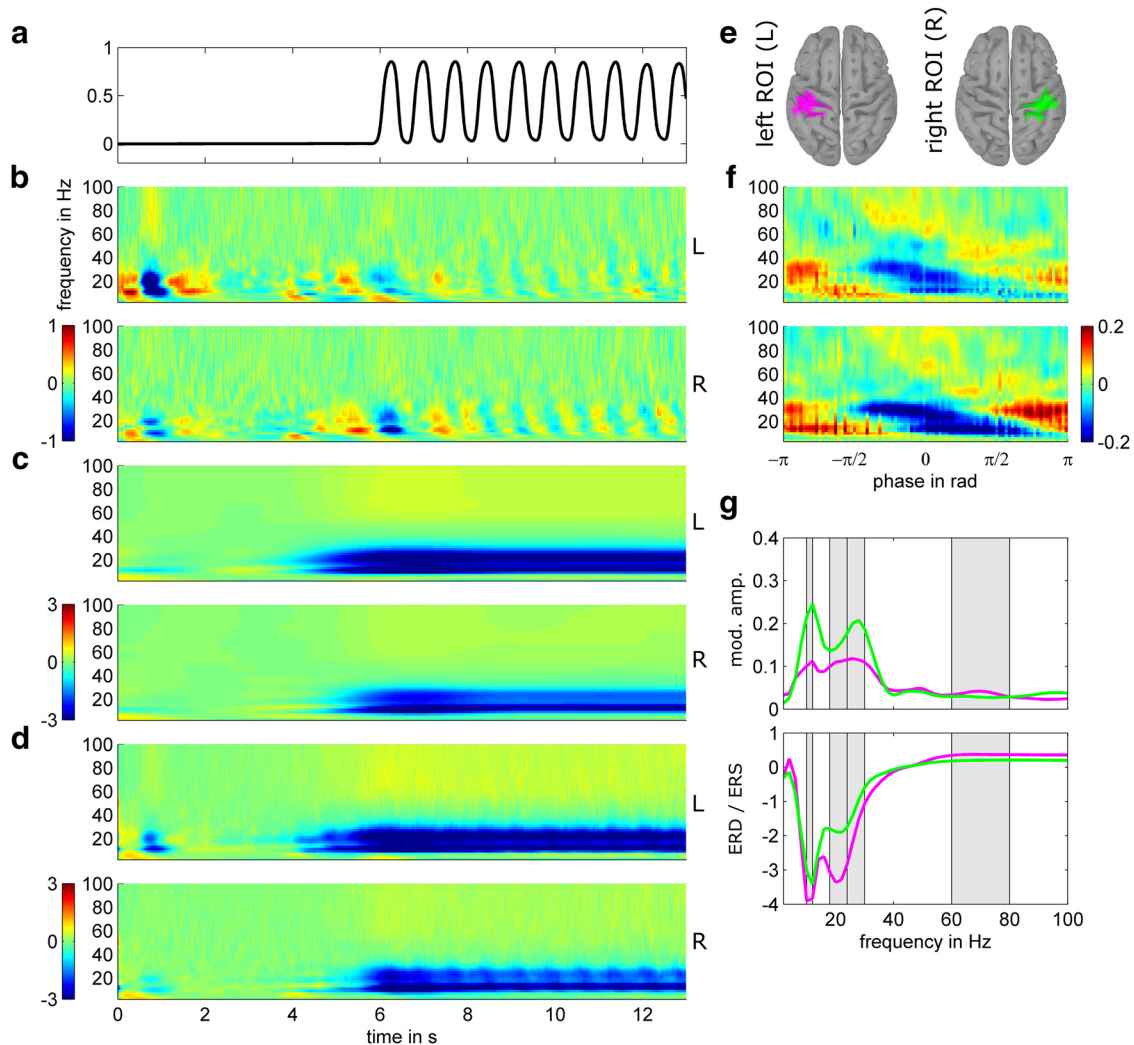 a
1
0.5
0
b
frequency in Hz
100
80
60
40
20
L
1
0
-1
100
80
60
40
20
R
c
100
80
60
40
20
L
3
0
-3
100
80
60
40
20
R
d
100
80
60
40
20
L
3
0
-3
100
80
60
40
20
R
0 2 4 6 8 10 12
time in s
e
left ROI (L)
right ROI (R)
f
100
80
60
40
20
100
80
60
40
20
0.2
0
-0.2
−π −π/2 0 π/2 π
phase in rad
g
mod. amp.
0.4
0.3
0.2
0.1
0
ERD / ERS
1
0
-1
-2
-3
-4
20 40 60 80 100
frequency in Hz